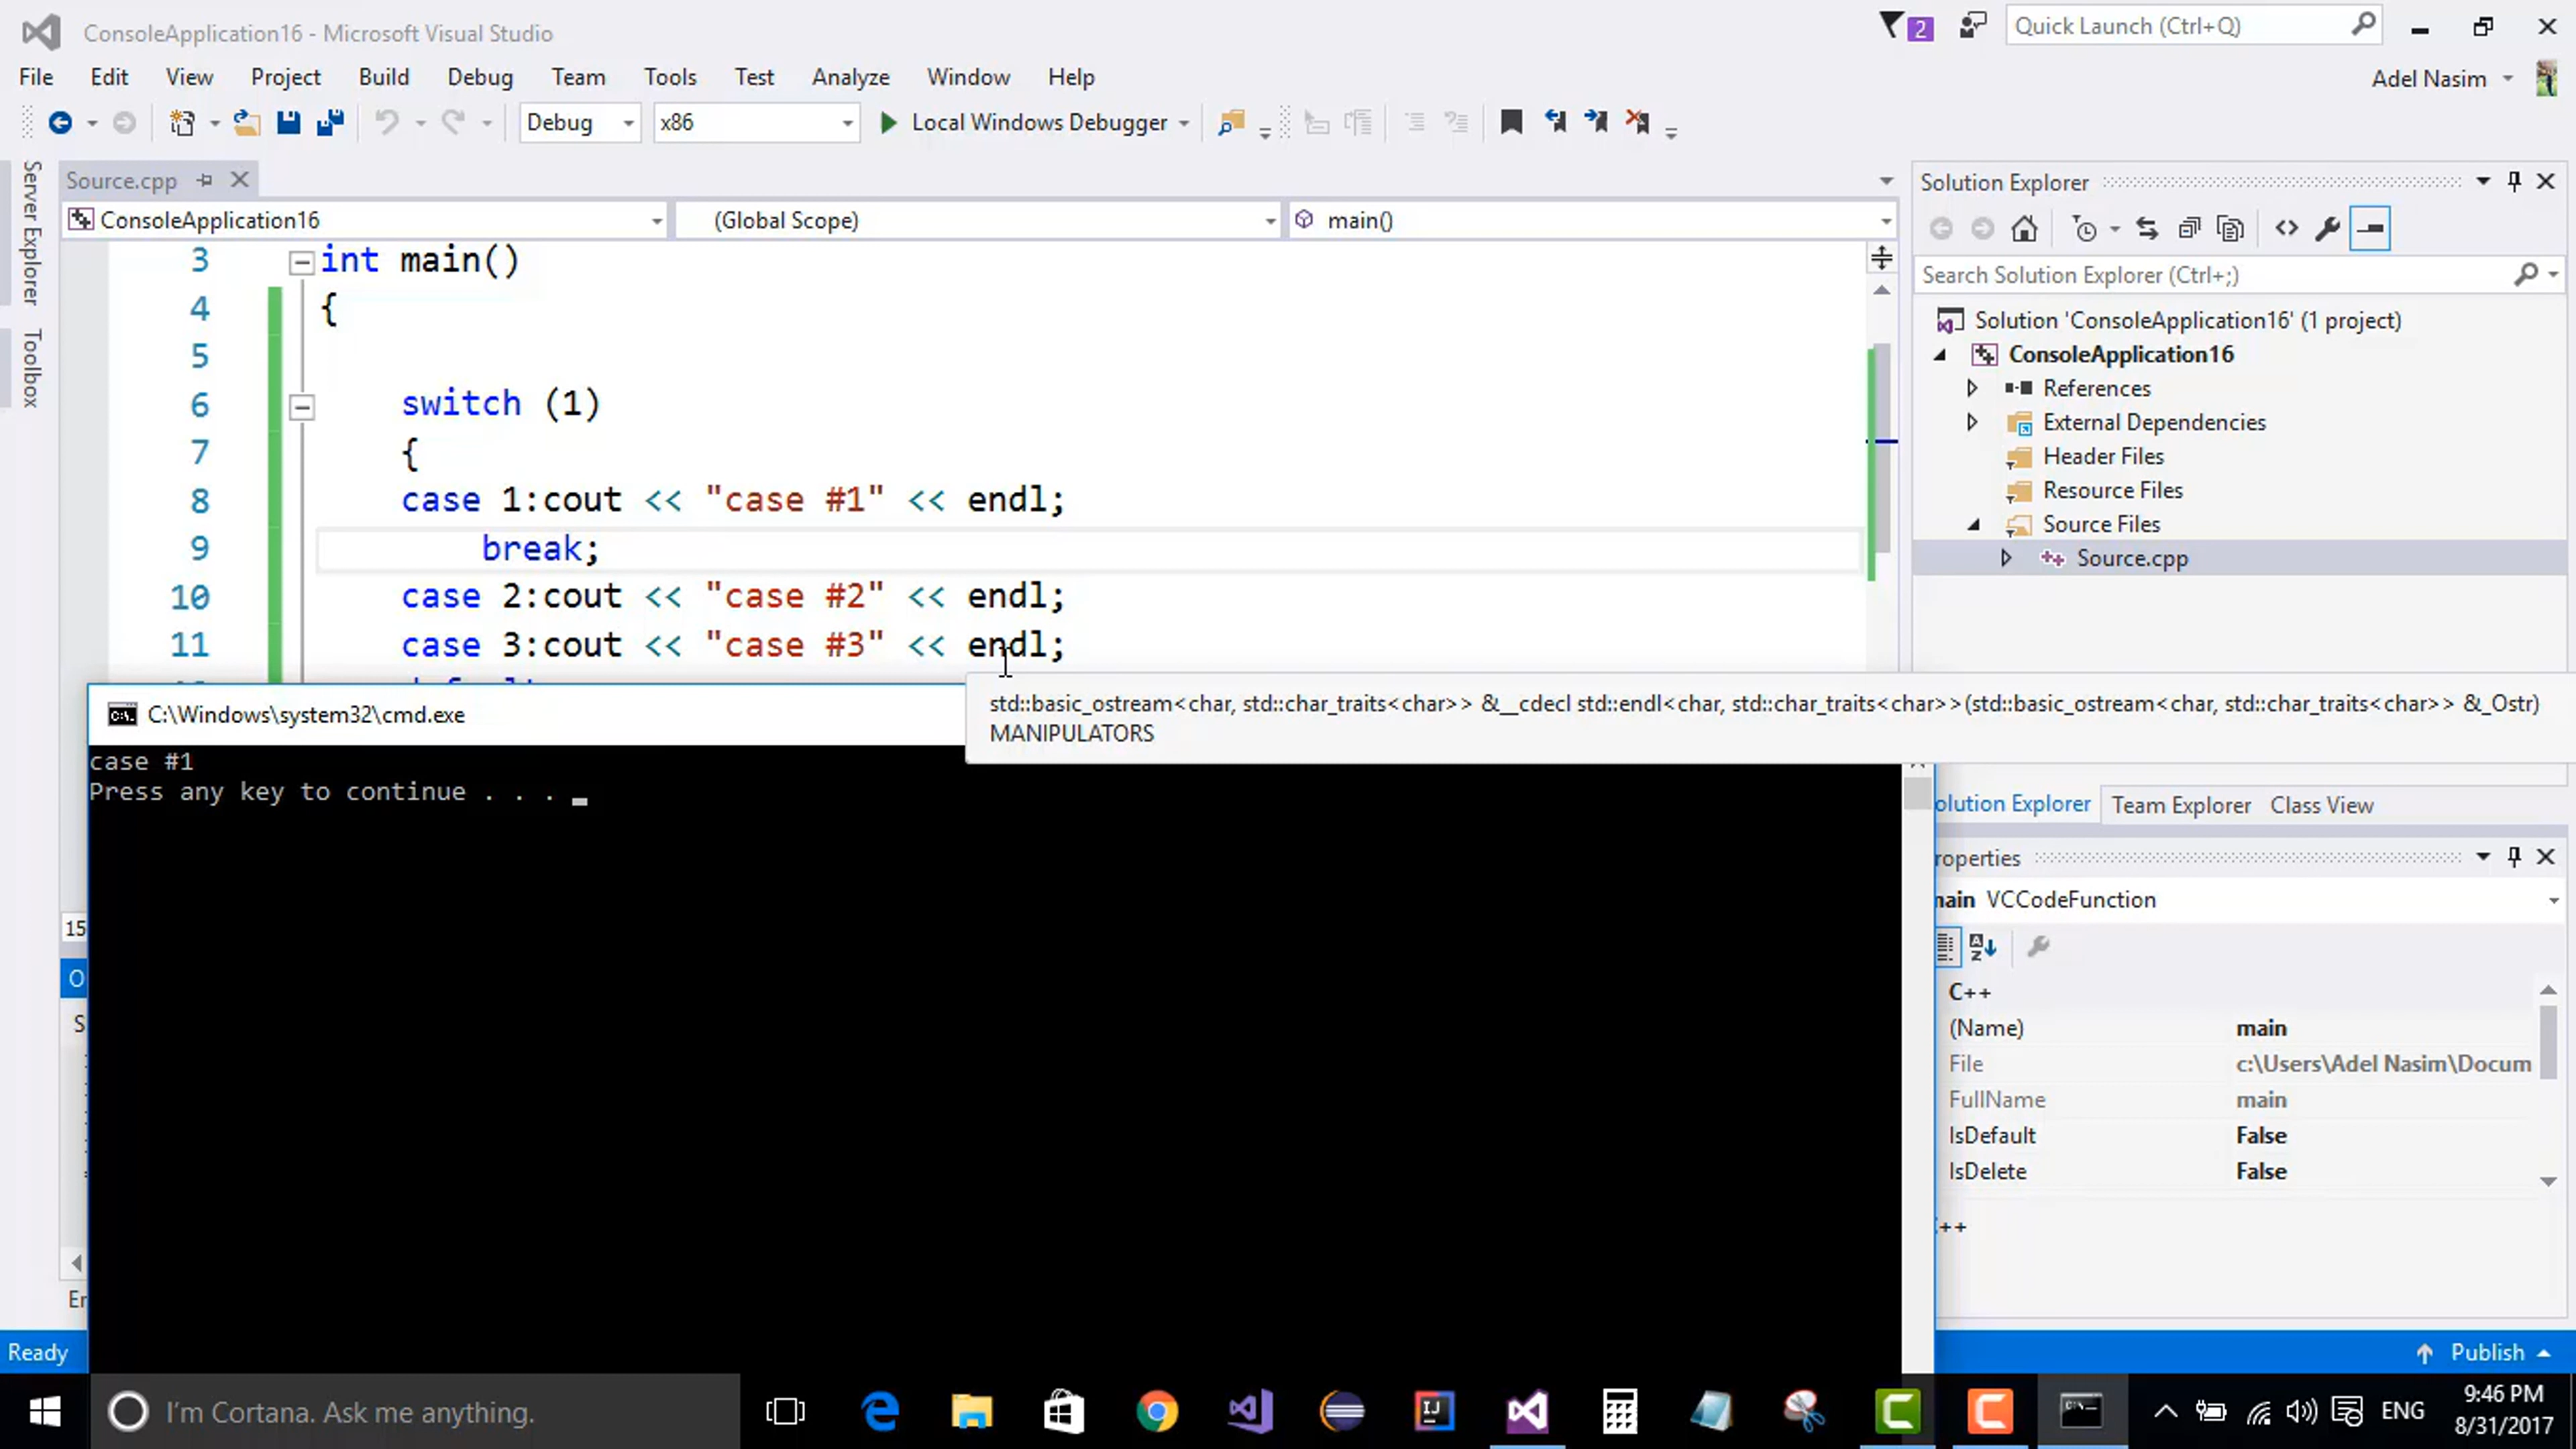 ConsoleApplication16 - Microsoft Visual Studio
2
Quick Launch (Ctrl+Q)
File Edit View Project Build Debug Team Tools Test Analyze Window Help
Adel Nasim
Debug x86 Local Windows Debugger
Server Explorer
Toolbox
Source.cpp
ConsoleApplication16 (Global Scope) main()
3 int main()
4 {
5
6 switch (1)
7 {
8 case 1:cout << "case #1" << endl;
9 break;
10 case 2:cout << "case #2" << endl;
11 case 3:cout << "case #3" << endl;
std::basic_ostream<char, std::char_traits<char>> &__cdecl std::endl<char, std::char_traits<char>>(std::basic_ostream<char, std::char_traits<char>> &_Ostr)
MANIPULATORS
C:\Windows\system32\cmd.exe
case #1
Press any key to continue . . .
Solution Explorer
Search Solution Explorer (Ctrl+;)
Solution 'ConsoleApplication16' (1 project)
ConsoleApplication16
References
External Dependencies
Header Files
Resource Files
Source Files
Source.cpp
olution Explorer Team Explorer Class View
roperties
main VCCodeFunction
C++
(Name) main
File c:\Users\Adel Nasim\Docum
FullName main
IsDefault False
IsDelete False
++
15
O
S
Er
Ready
Publish
I'm Cortana. Ask me anything.
ENG
9:46 PM
8/31/2017